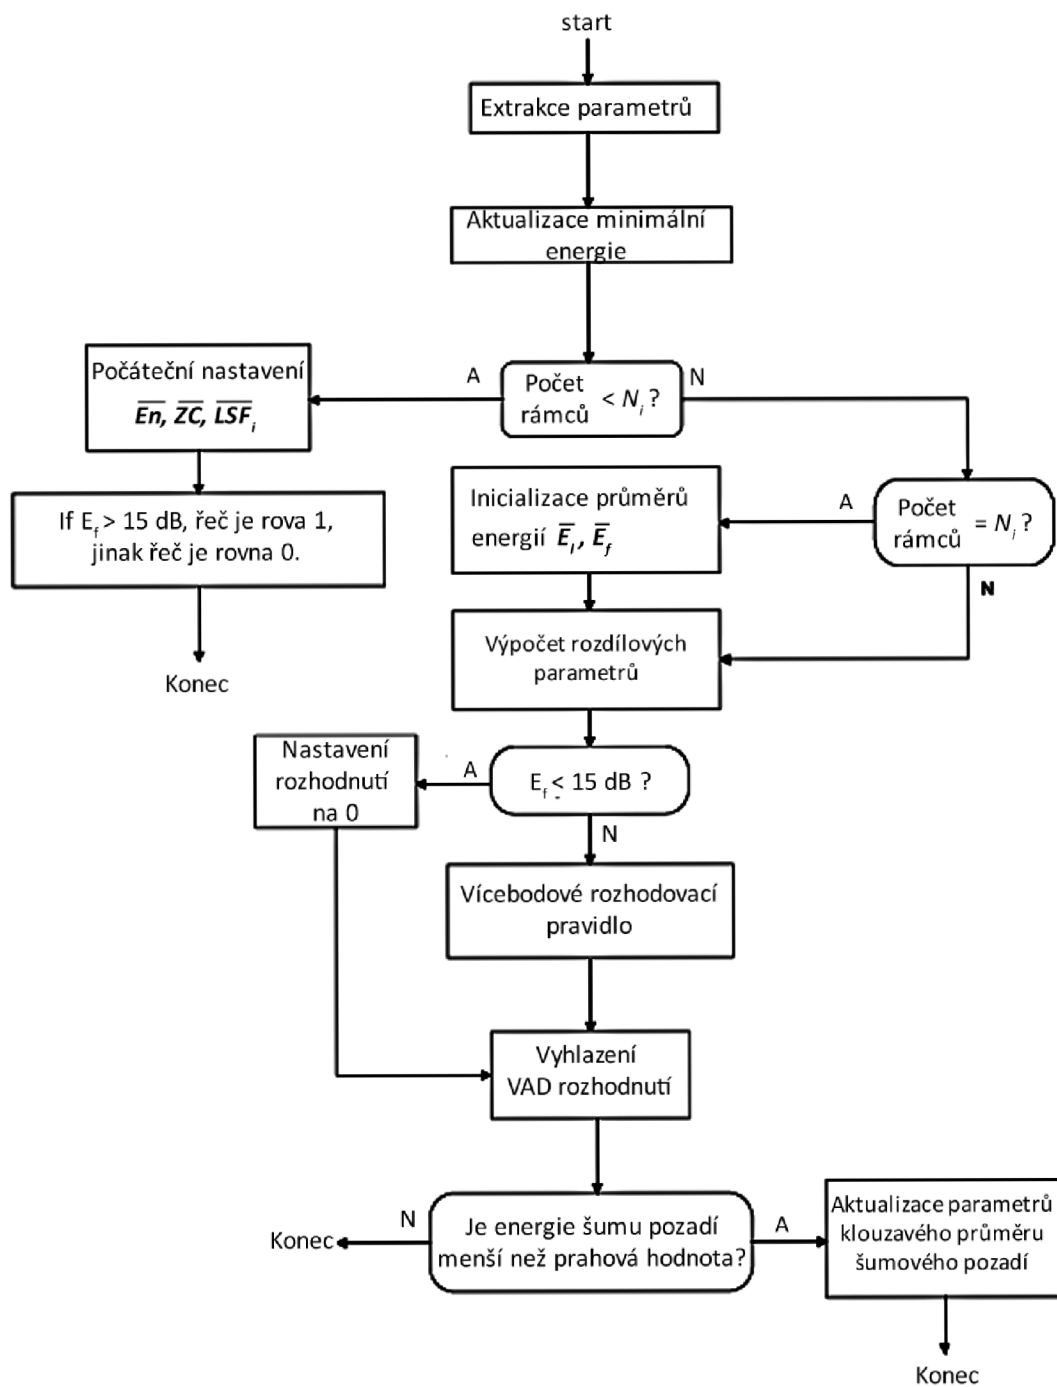 start
Extrakce parametrů
Aktualizace minimální
energie
Počet
rámců < Nᵢ ?
A
N
Počáteční nastavení
En, ZC, LSFᵢ
If E_f > 15 dB, řeč je rova 1,
jinak řeč je rovna 0.
Konec
Počet
rámců = Nᵢ ?
A
N
Inicializace průměrů
energií E_l, E_f
Výpočet rozdílových
parametrů
E_f < 15 dB ?
A
N
Nastavení
rozhodnutí
na 0
Vícebodové rozhodovací
pravidlo
Vyhlazení
VAD rozhodnutí
Je energie šumu pozadí
menší než prahová hodnota?
N
A
Konec
Aktualizace parametrů
klouzavého průměru
šumového pozadí
Konec